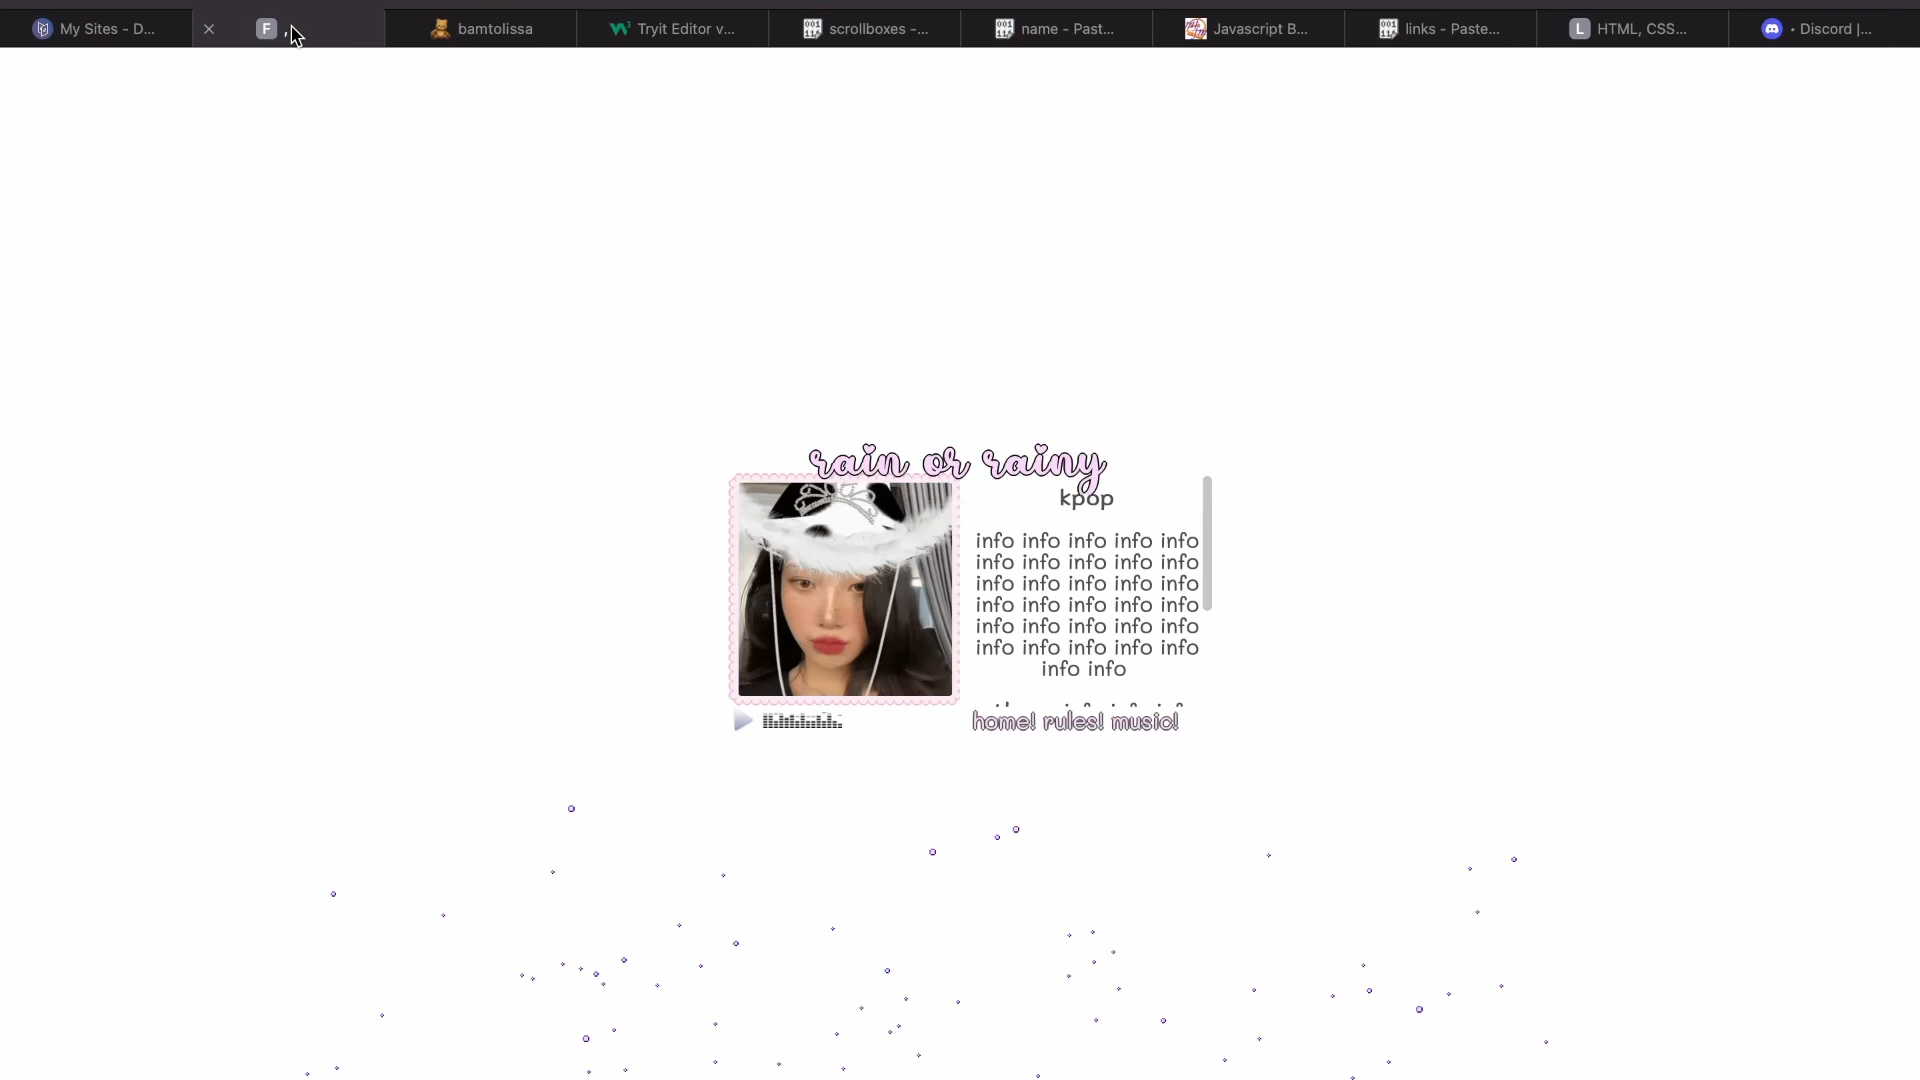 My Sites - D...
F
,
bamtolissa
Tryit Editor v...
scrollboxes -...
name - Past...
Javascript B...
links - Paste...
L
HTML, CSS...
• Discord |...
rain or rainy
kpop
info info info info info
info info info info info
info info info info info
info info info info info
info info info info info
info info info info info
info info
home! rules! music!